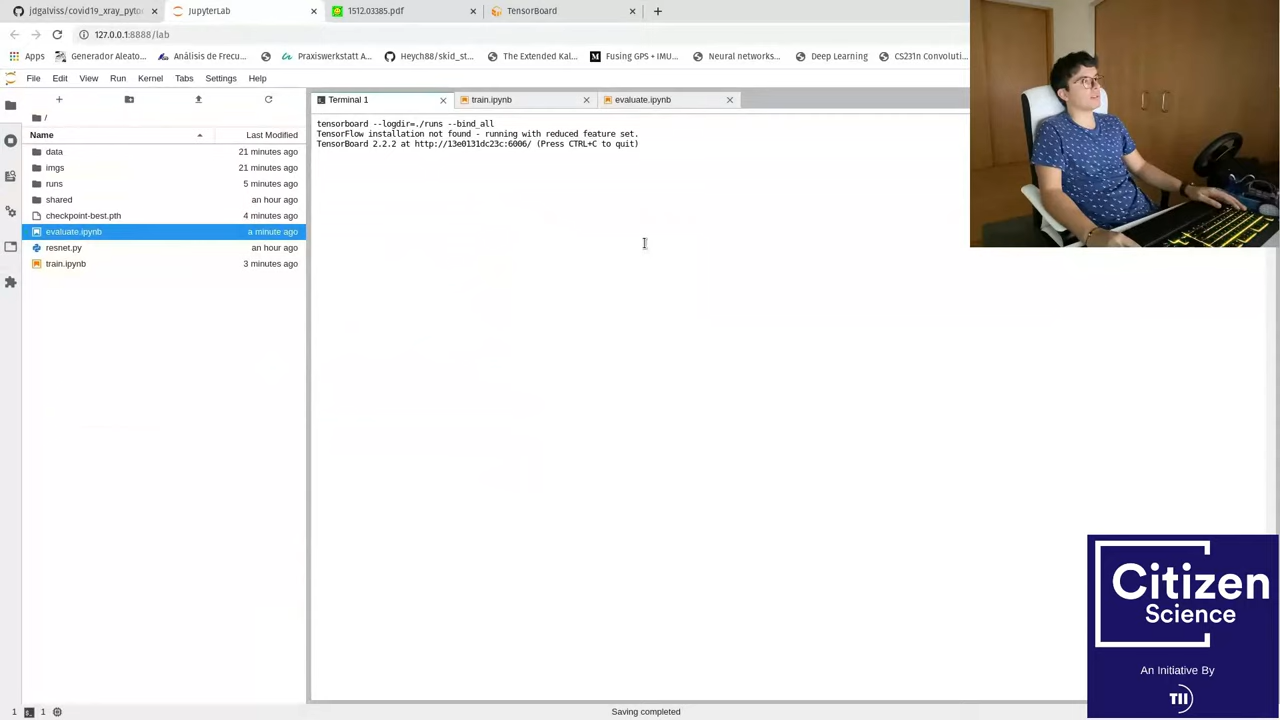 jdgalviss/covid19_xray_pyto
JupyterLab
1512.03385.pdf
TensorBoard
127.0.0.1:8888/lab
Apps
Generador Aleato...
Análisis de Frecu...
Praxiswerkstatt A...
Heych88/skid_st...
The Extended Kal...
Fusing GPS + IMU...
Neural networks...
Deep Learning
CS231n Convoluti...
File Edit View Run Kernel Tabs Settings Help
Terminal 1
train.ipynb
evaluate.ipynb
/
Name Last Modified
data 21 minutes ago
imgs 21 minutes ago
runs 5 minutes ago
shared an hour ago
checkpoint-best.pth 4 minutes ago
evaluate.ipynb a minute ago
resnet.py an hour ago
train.ipynb 3 minutes ago
tensorboard --logdir=./runs --bind_all
TensorFlow installation not found - running with reduced feature set.
TensorBoard 2.2.2 at http://13e0131dc23c:6006/ (Press CTRL+C to quit)
Citizen
Science
An Initiative By
TII
1 1
Saving completed